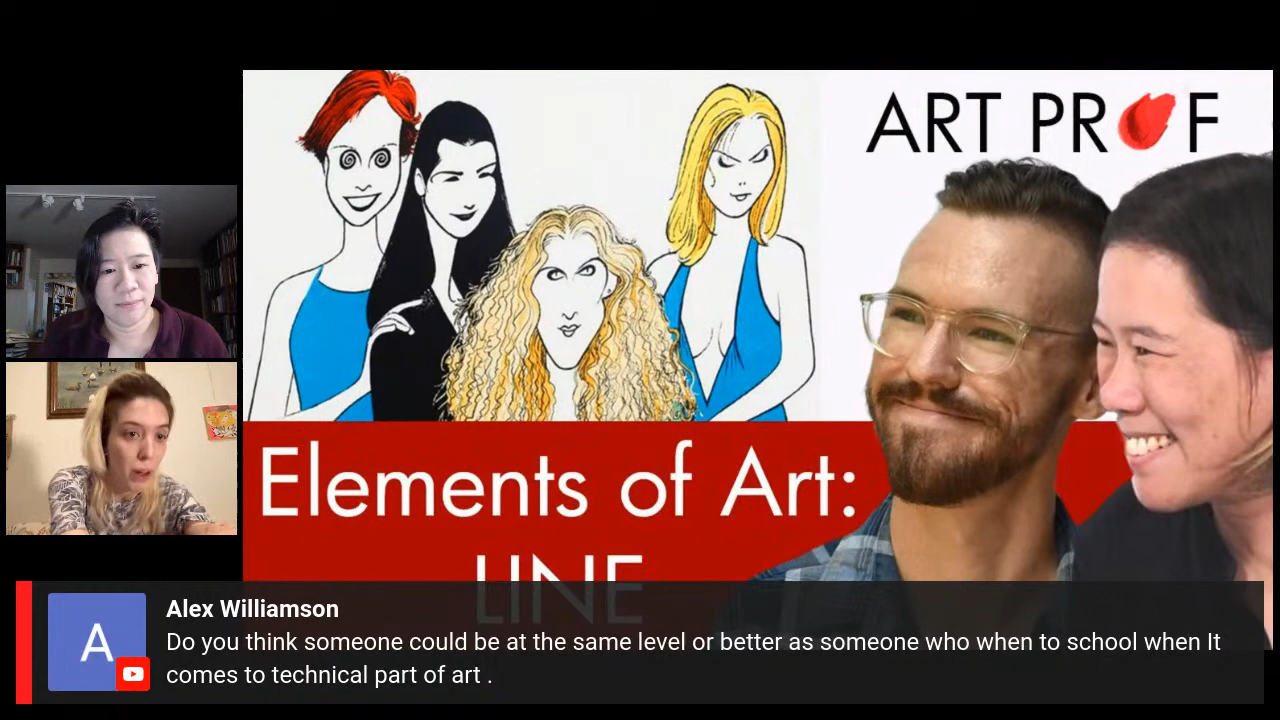 ART PROF
Elements of Art:
LINE
A
Alex Williamson
Do you think someone could be at the same level or better as someone who when to school when It
comes to technical part of art .